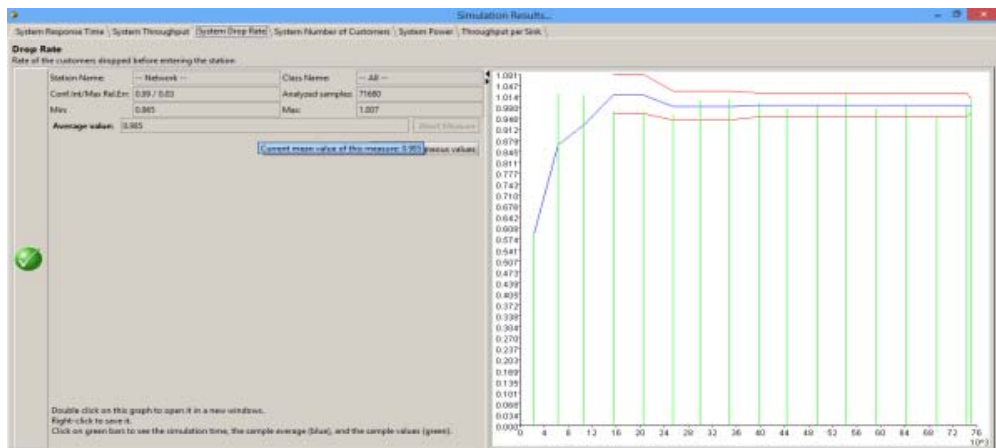 Simulation Results...
System Response Time \ System Throughput \ System Drop Rate \ System Number of Customers \ System Power \ Throughput per Sink \
Drop Rate
Rate of the customers dropped before entering the station
Station Name: -- Network -- Class Name: -- All --
Conf.Int/Max Rel.Err: 0.99 / 0.03 Analyzed samples: 71680
Min: 0.965 Max: 1.007
Average value: 0.985 Abort Measure
Current mean value of this measure: 0.985 neous values
Double click on this graph to open it in a new windows.
Right-click to save it.
Click on green bars to see the simulation time, the sample average (blue), and the sample values (green).
1.081
1.047
1.014
0.980
0.946
0.912
0.879
0.845
0.811
0.777
0.743
0.710
0.676
0.642
0.608
0.574
0.541
0.507
0.473
0.439
0.405
0.372
0.338
0.304
0.270
0.237
0.203
0.169
0.135
0.101
0.068
0.034
0.000
0 4 8 12 16 20 24 28 32 36 40 44 48 52 56 60 64 68 72 76
10^3